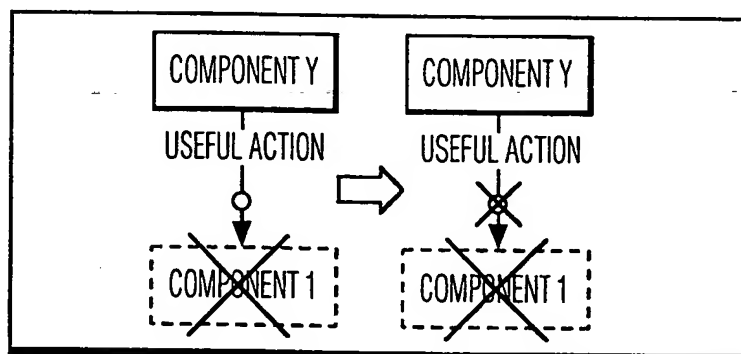 COMPONENT Y
USEFUL ACTION
COMPONENT 1
COMPONENT Y
USEFUL ACTION
COMPONENT 1